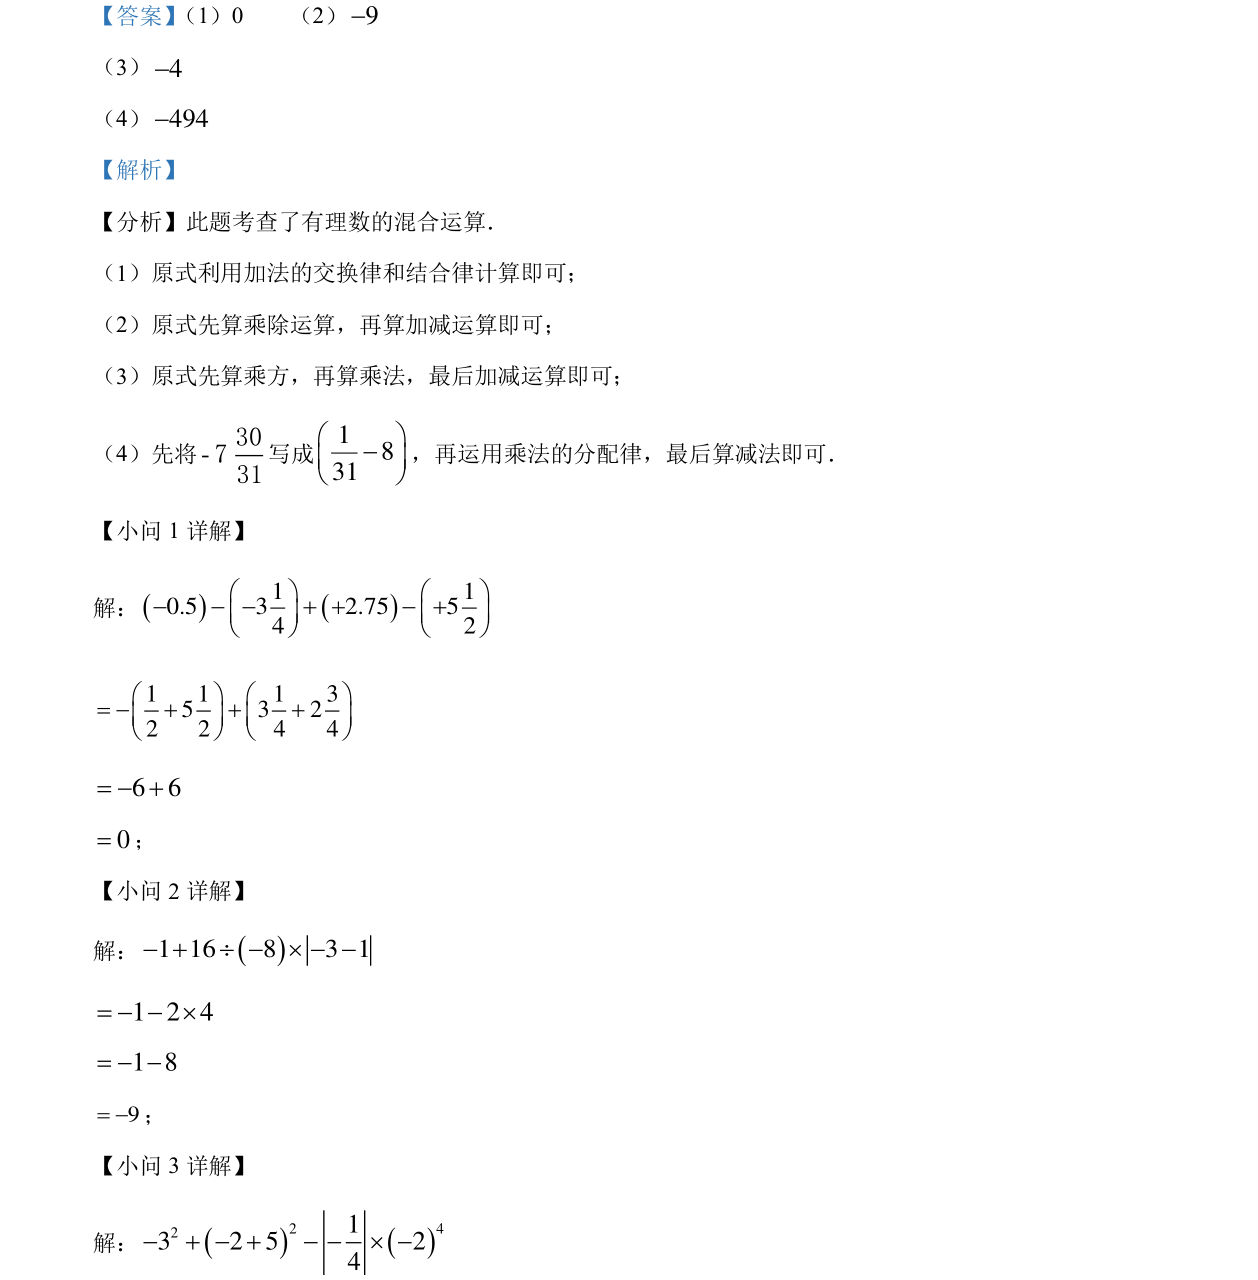 【答案】(1) 0 (2) −9
(3) −4
(4) −494
【解析】
【分析】此题考查了有理数的混合运算．
(1) 原式利用加法的交换律和结合律计算即可；
(2) 原式先算乘除运算，再算加减运算即可；
(3) 原式先算乘方，再算乘法，最后加减运算即可；
(4) 先将 -7 30/31 写成 (1/31 − 8)，再运用乘法的分配律，最后算减法即可．
【小问 1 详解】
解：(−0.5)−(−3 1/4)+(+2.75)−(+5 1/2)
=−(1/2+5 1/2)+(3 1/4+2 3/4)
=−6+6
=0；
【小问 2 详解】
解：−1+16÷(−8)×|−3−1|
=−1−2×4
=−1−8
=−9；
【小问 3 详解】
解：−3²+(−2+5)²−|−1/4|×(−2)⁴